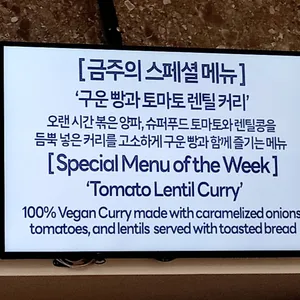 [금주의 스페셜 메뉴]
‘구운 빵과 토마토 렌틸 커리’
오랜 시간 볶은 양파, 슈퍼푸드 토마토와 렌틸콩을
듬뿍 넣은 커리를 고소하게 구운 빵과 함께 즐기는 메뉴
[Special Menu of the Week]
‘Tomato Lentil Curry’
100% Vegan Curry made with caramelized onions,
tomatoes, and lentils served with toasted bread